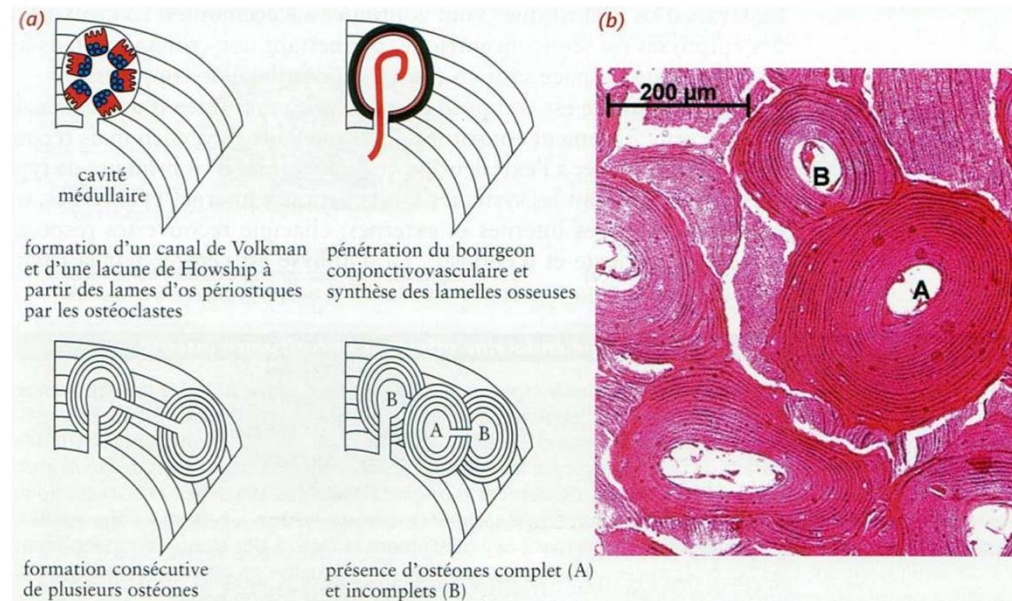 (a)
cavité
médullaire
formation d'un canal de Volkman
et d'une lacune de Howship à
partir des lames d'os périostiques
par les ostéoclastes
pénétration du bourgeon
conjonctivovasculaire et
synthèse des lamelles osseuses
B
A
B
formation consécutive
de plusieurs ostéones
présence d'ostéones complet (A)
et incomplets (B)
(b)
200 µm
B
A